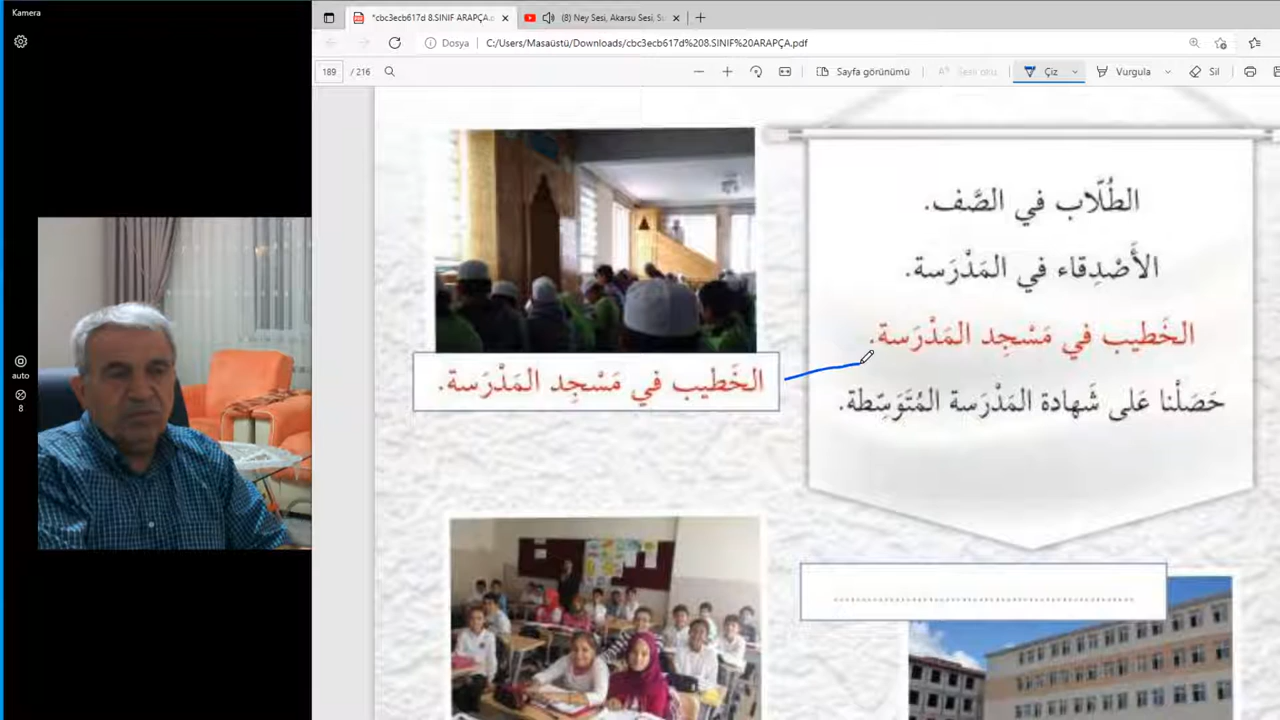 Kamera
*cbc3ecb617d 8.SINIF ARAPÇA.p
(8) Ney Sesi, Akarsu Sesi, S
Dosya
C:/Users/Masaüstü/Downloads/cbc3ecb617d%208.SINIF%20ARAPÇA.pdf
189 / 216
Sayfa görünümü
Sesli oku
Çiz
Vurgula
Sil
auto
8
الطُلّاب في الصَّف.
الأَصْدِقاء في المَدْرَسة.
الخَطيب في مَسْجِد المَدْرَسة.
حَصَلْنا عَلى شَهادة المَدْرَسة المُتَوَسِّطة.
الخَطيب في مَسْجِد المَدْرَسة.